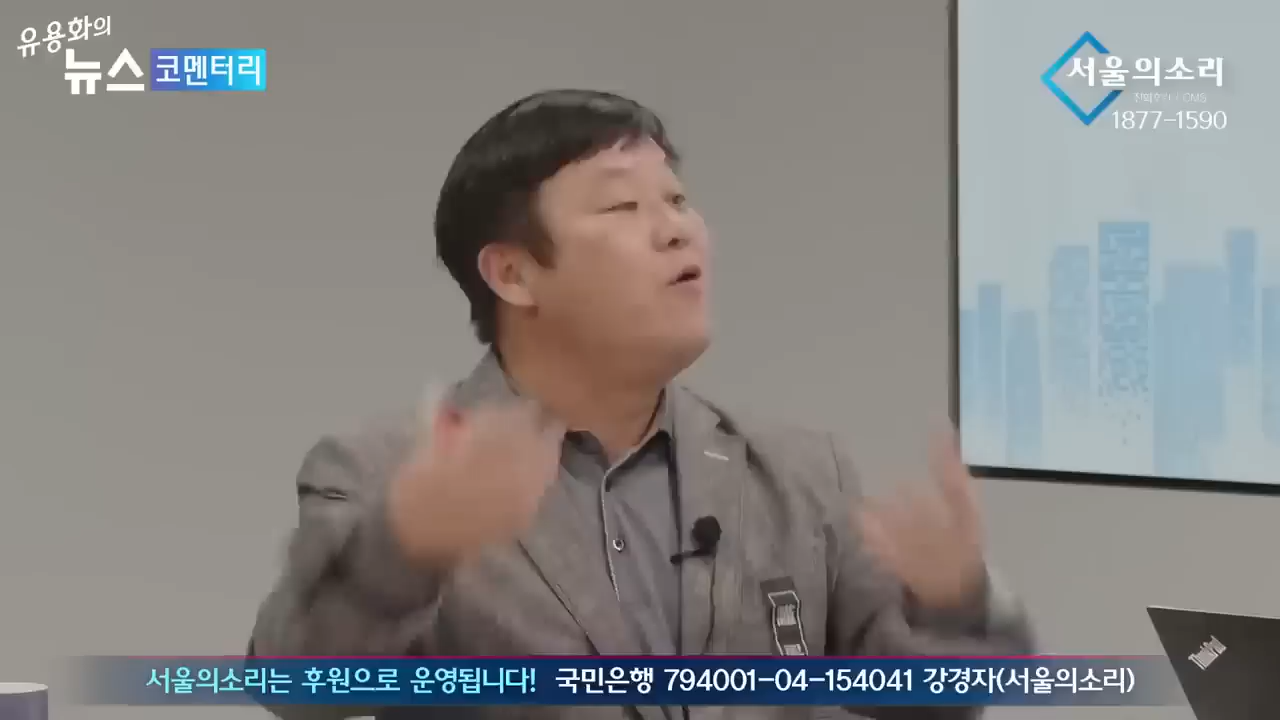 유용화의
뉴스 코멘터리
서울의소리
1877-1590
ThinkPad
서울의소리는 후원으로 운영됩니다! 국민은행 794001-04-154041 강경자(서울의소리)